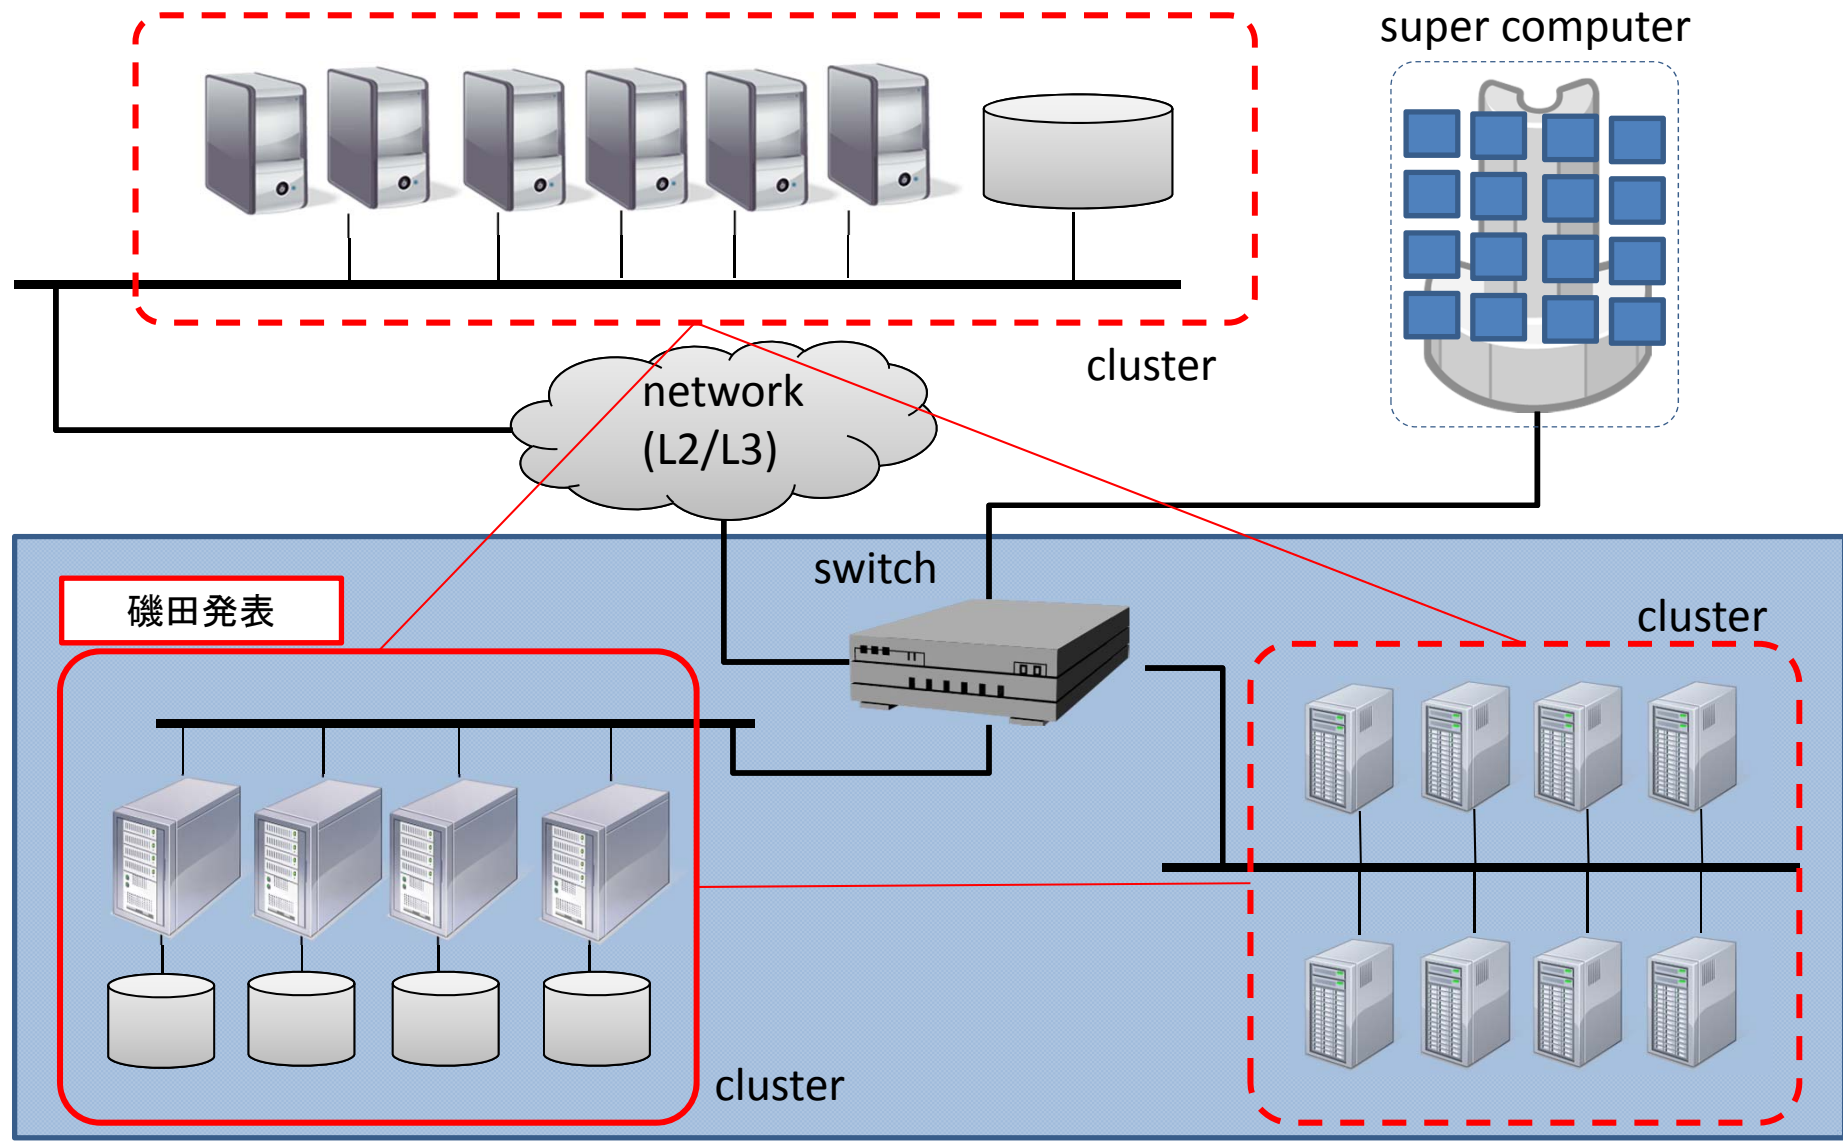 super computer
cluster
network
(L2/L3)
switch
磯田発表
cluster
cluster